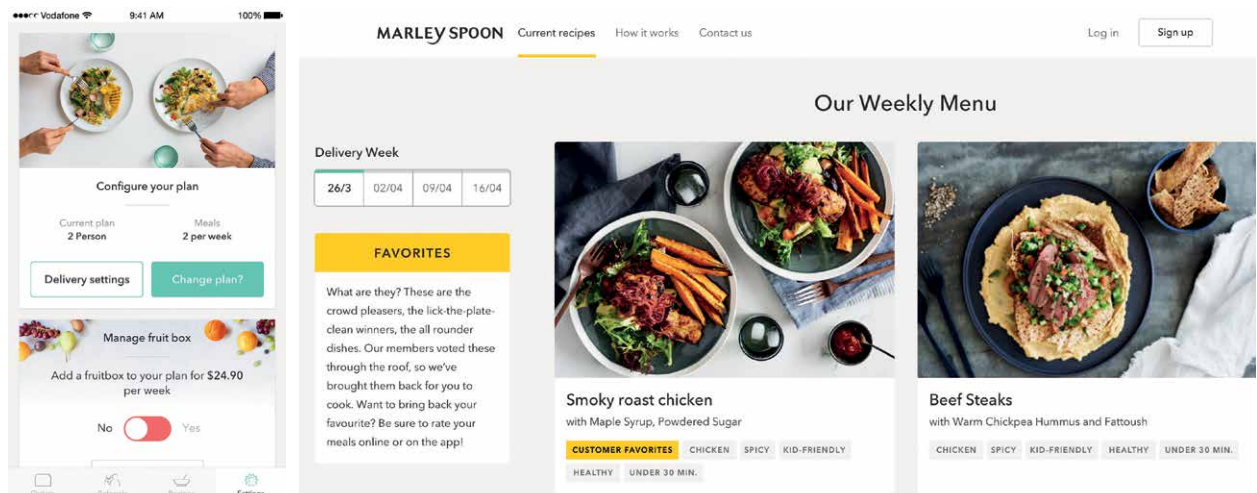 Vodafone
9:41 AM
100%
Configure your plan
Current plan
Meals
2 Person
2 per week
Delivery settings
Change plan?
Manage fruit box
Add a fruitbox to your plan for $24.90
per week
No
Yes
MARLEY SPOON
Current recipes
How it works
Contact us
Log in
Sign up
Our Weekly Menu
Delivery Week
26/3
02/04
09/04
16/04
FAVORITES
What are they? These are the
crowd pleasers, the lick-the-plate-
clean winners, the all rounder
dishes. Our members voted these
through the roof, so we've
brought them back for you to
cook. Want to bring back your
favourite? Be sure to rate your
meals online or on the app!
Smoky roast chicken
with Maple Syrup, Powdered Sugar
CUSTOMER FAVORITES
CHICKEN
SPICY
KID-FRIENDLY
HEALTHY
UNDER 30 MIN.
Beef Steaks
with Warm Chickpea Hummus and Fattoush
CHICKEN
SPICY
KID-FRIENDLY
HEALTHY
UNDER 30 MIN.